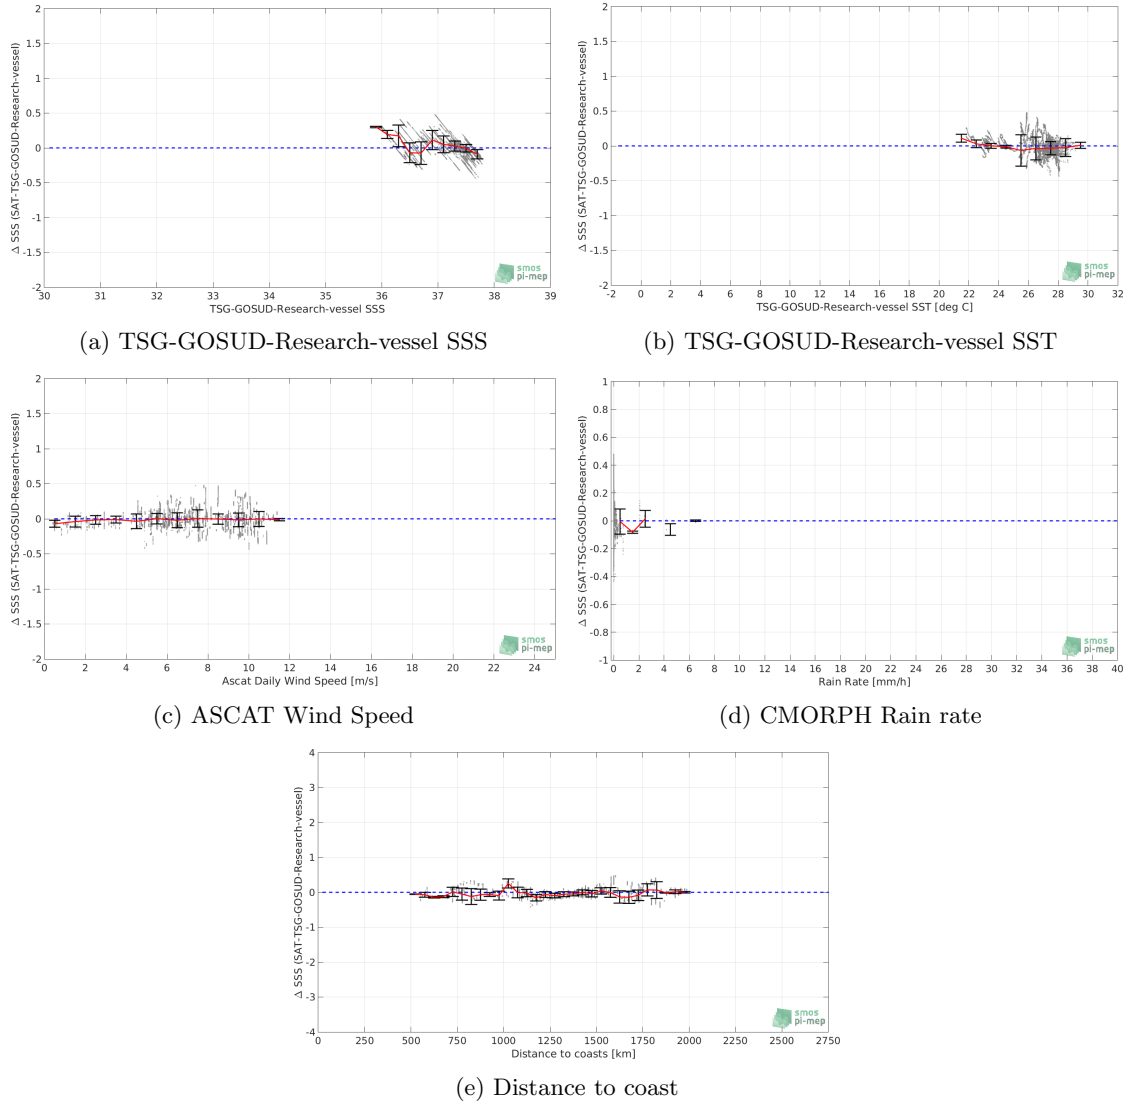 2
1.5
1
0.5
0
-0.5
-1
-1.5
-2
Δ SSS (SAT-TSG-GOSUD-Research-vessel)
30 31 32 33 34 35 36 37 38 39
TSG-GOSUD-Research-vessel SSS
smos
pi-mep
(a) TSG-GOSUD-Research-vessel SSS
2
1.5
1
0.5
0
-0.5
-1
-1.5
-2
Δ SSS (SAT-TSG-GOSUD-Research-vessel)
-2 0 2 4 6 8 10 12 14 16 18 20 22 24 26 28 30 32
TSG-GOSUD-Research-vessel SST [deg C]
smos
pi-mep
(b) TSG-GOSUD-Research-vessel SST
2
1.5
1
0.5
0
-0.5
-1
-1.5
-2
Δ SSS (SAT-TSG-GOSUD-Research-vessel)
0 2 4 6 8 10 12 14 16 18 20 22 24
Ascat Daily Wind Speed [m/s]
smos
pi-mep
(c) ASCAT Wind Speed
1
0.8
0.6
0.4
0.2
0
-0.2
-0.4
-0.6
-0.8
-1
Δ SSS (SAT-TSG-GOSUD-Research-vessel)
0 2 4 6 8 10 12 14 16 18 20 22 24 26 28 30 32 34 36 38 40
Rain Rate [mm/h]
smos
pi-mep
(d) CMORPH Rain rate
4
3
2
1
0
-1
-2
-3
-4
Δ SSS (SAT-TSG-GOSUD-Research-vessel)
0 250 500 750 1000 1250 1500 1750 2000 2250 2500 2750
Distance to coasts [km]
smos
pi-mep
(e) Distance to coast